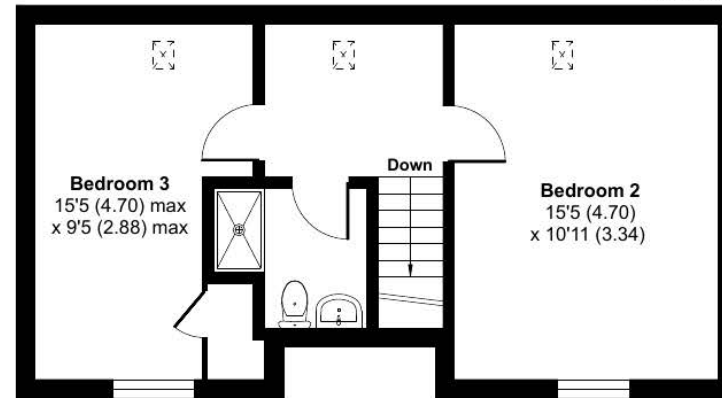 Bedroom 3
15'5 (4.70) max
x 9'5 (2.88) max
Down
Bedroom 2
15'5 (4.70)
x 10'11 (3.34)